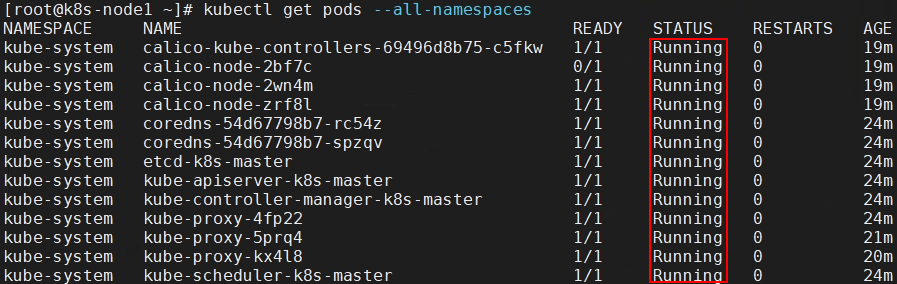 [root@k8s-node1 ~]# kubectl get pods --all-namespaces
NAMESPACE NAME READY STATUS RESTARTS AGE
kube-system calico-kube-controllers-69496d8b75-c5fkw 1/1 Running 0 19m
kube-system calico-node-2bf7c 0/1 Running 0 19m
kube-system calico-node-2wn4m 1/1 Running 0 19m
kube-system calico-node-zrf8l 1/1 Running 0 19m
kube-system coredns-54d67798b7-rc54z 1/1 Running 0 24m
kube-system coredns-54d67798b7-spzqv 1/1 Running 0 24m
kube-system etcd-k8s-master 1/1 Running 0 24m
kube-system kube-apiserver-k8s-master 1/1 Running 0 24m
kube-system kube-controller-manager-k8s-master 1/1 Running 0 24m
kube-system kube-proxy-4fp22 1/1 Running 0 24m
kube-system kube-proxy-5prq4 1/1 Running 0 21m
kube-system kube-proxy-kx4l8 1/1 Running 0 20m
kube-system kube-scheduler-k8s-master 1/1 Running 0 24m